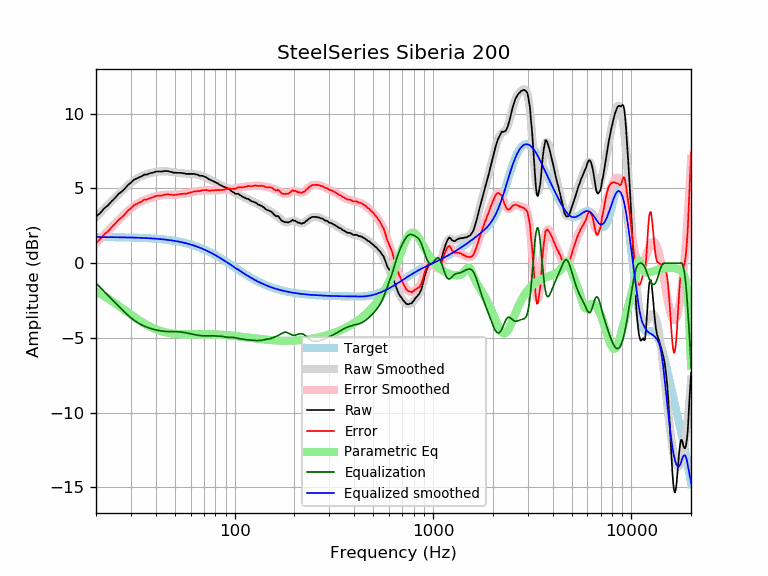 SteelSeries Siberia 200
10
5
0
−5
−10
−15
Amplitude (dBr)
Target
Raw Smoothed
Error Smoothed
Raw
Error
Parametric Eq
Equalization
Equalized smoothed
100
1000
10000
Frequency (Hz)